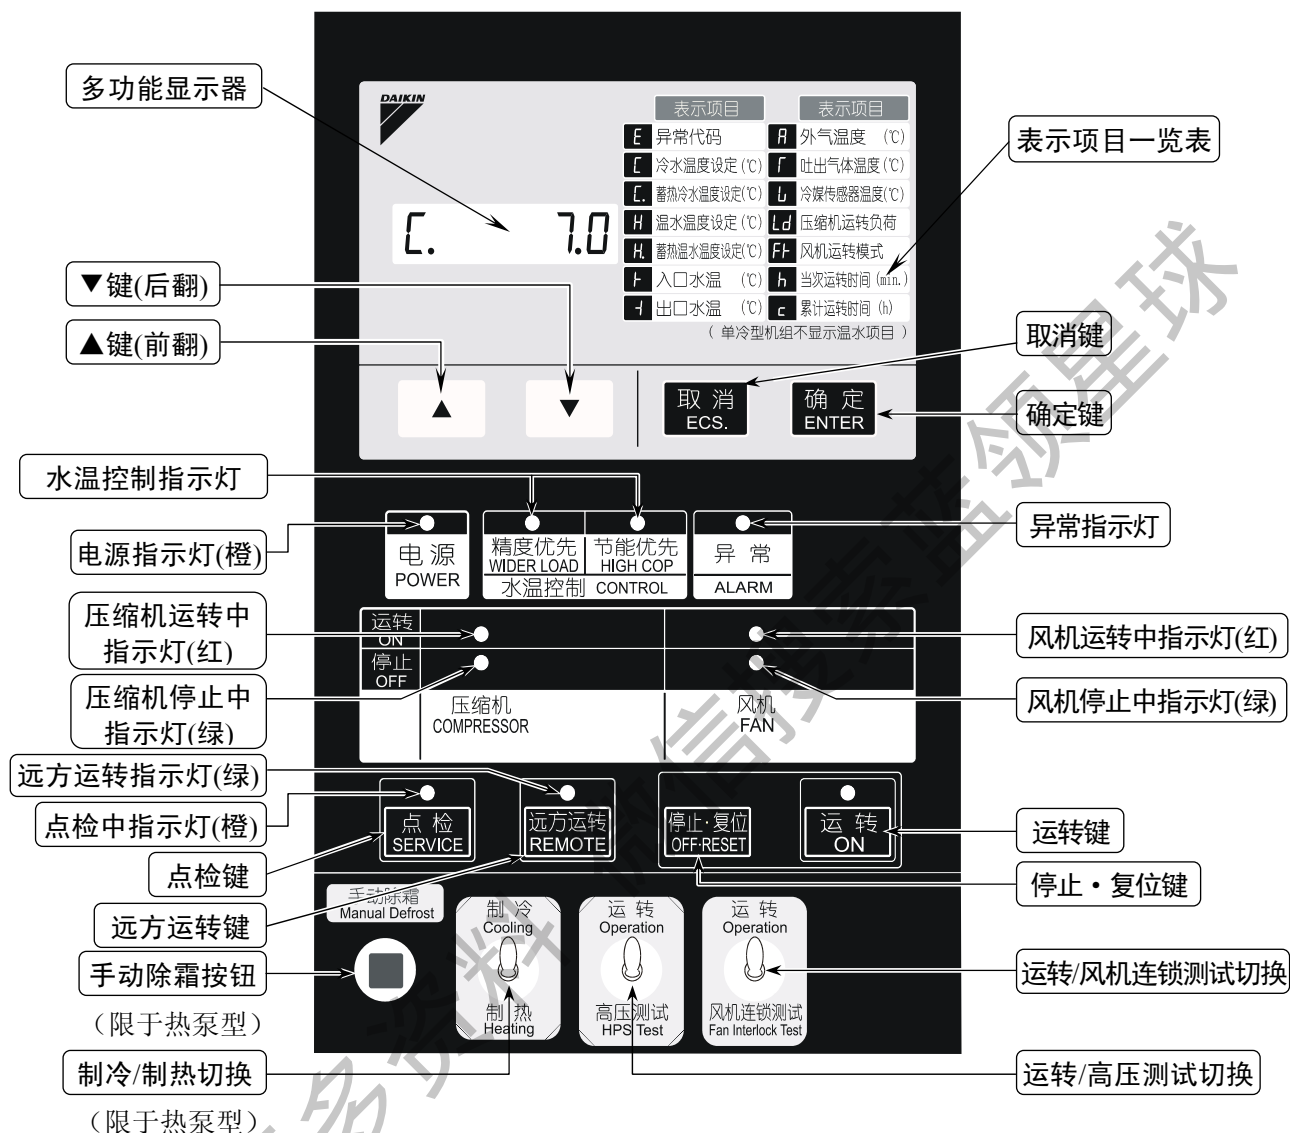 多功能显示器
▼键(后翻)
▲键(前翻)
水温控制指示灯
电源指示灯(橙)
压缩机运转中
指示灯(红)
压缩机停止中
指示灯(绿)
远方运转指示灯(绿)
点检中指示灯(橙)
点检键
远方运转键
手动除霜按钮
（限于热泵型）
制冷/制热切换
（限于热泵型）
DAIKIN
C. 7.0
表示项目
E 异常代码
C 冷水温度设定(℃)
C. 蓄热冷水温度设定(℃)
H 温水温度设定(℃)
H. 蓄热温水温度设定(℃)
入口水温 (℃)
出口水温 (℃)
表示项目
A 外气温度 (℃)
吐出气体温度(℃)
冷媒传感器温度(℃)
Ld 压缩机运转负荷
风机运转模式
h 当次运转时间(min.)
c 累计运转时间(h)
(单冷型机组不显示温水项目)
▲
▼
取消
ECS.
确定
ENTER
电源
POWER
精度优先
WIDER LOAD
节能优先
HIGH COP
水温控制 CONTROL
异常
ALARM
运转
ON
停止
OFF
压缩机
COMPRESSOR
风机
FAN
点检
SERVICE
远方运转
REMOTE
停止·复位
OFF·RESET
运转
ON
手动除霜
Manual Defrost
制冷
Cooling
制热
Heating
运转
Operation
高压测试
HPS Test
运转
Operation
风机连锁测试
Fan Interlock Test
表示项目一览表
取消键
确定键
异常指示灯
风机运转中指示灯(红)
风机停止中指示灯(绿)
运转键
停止·复位键
运转/风机连锁测试切换
运转/高压测试切换
多资料 微信搜索蓝领星球